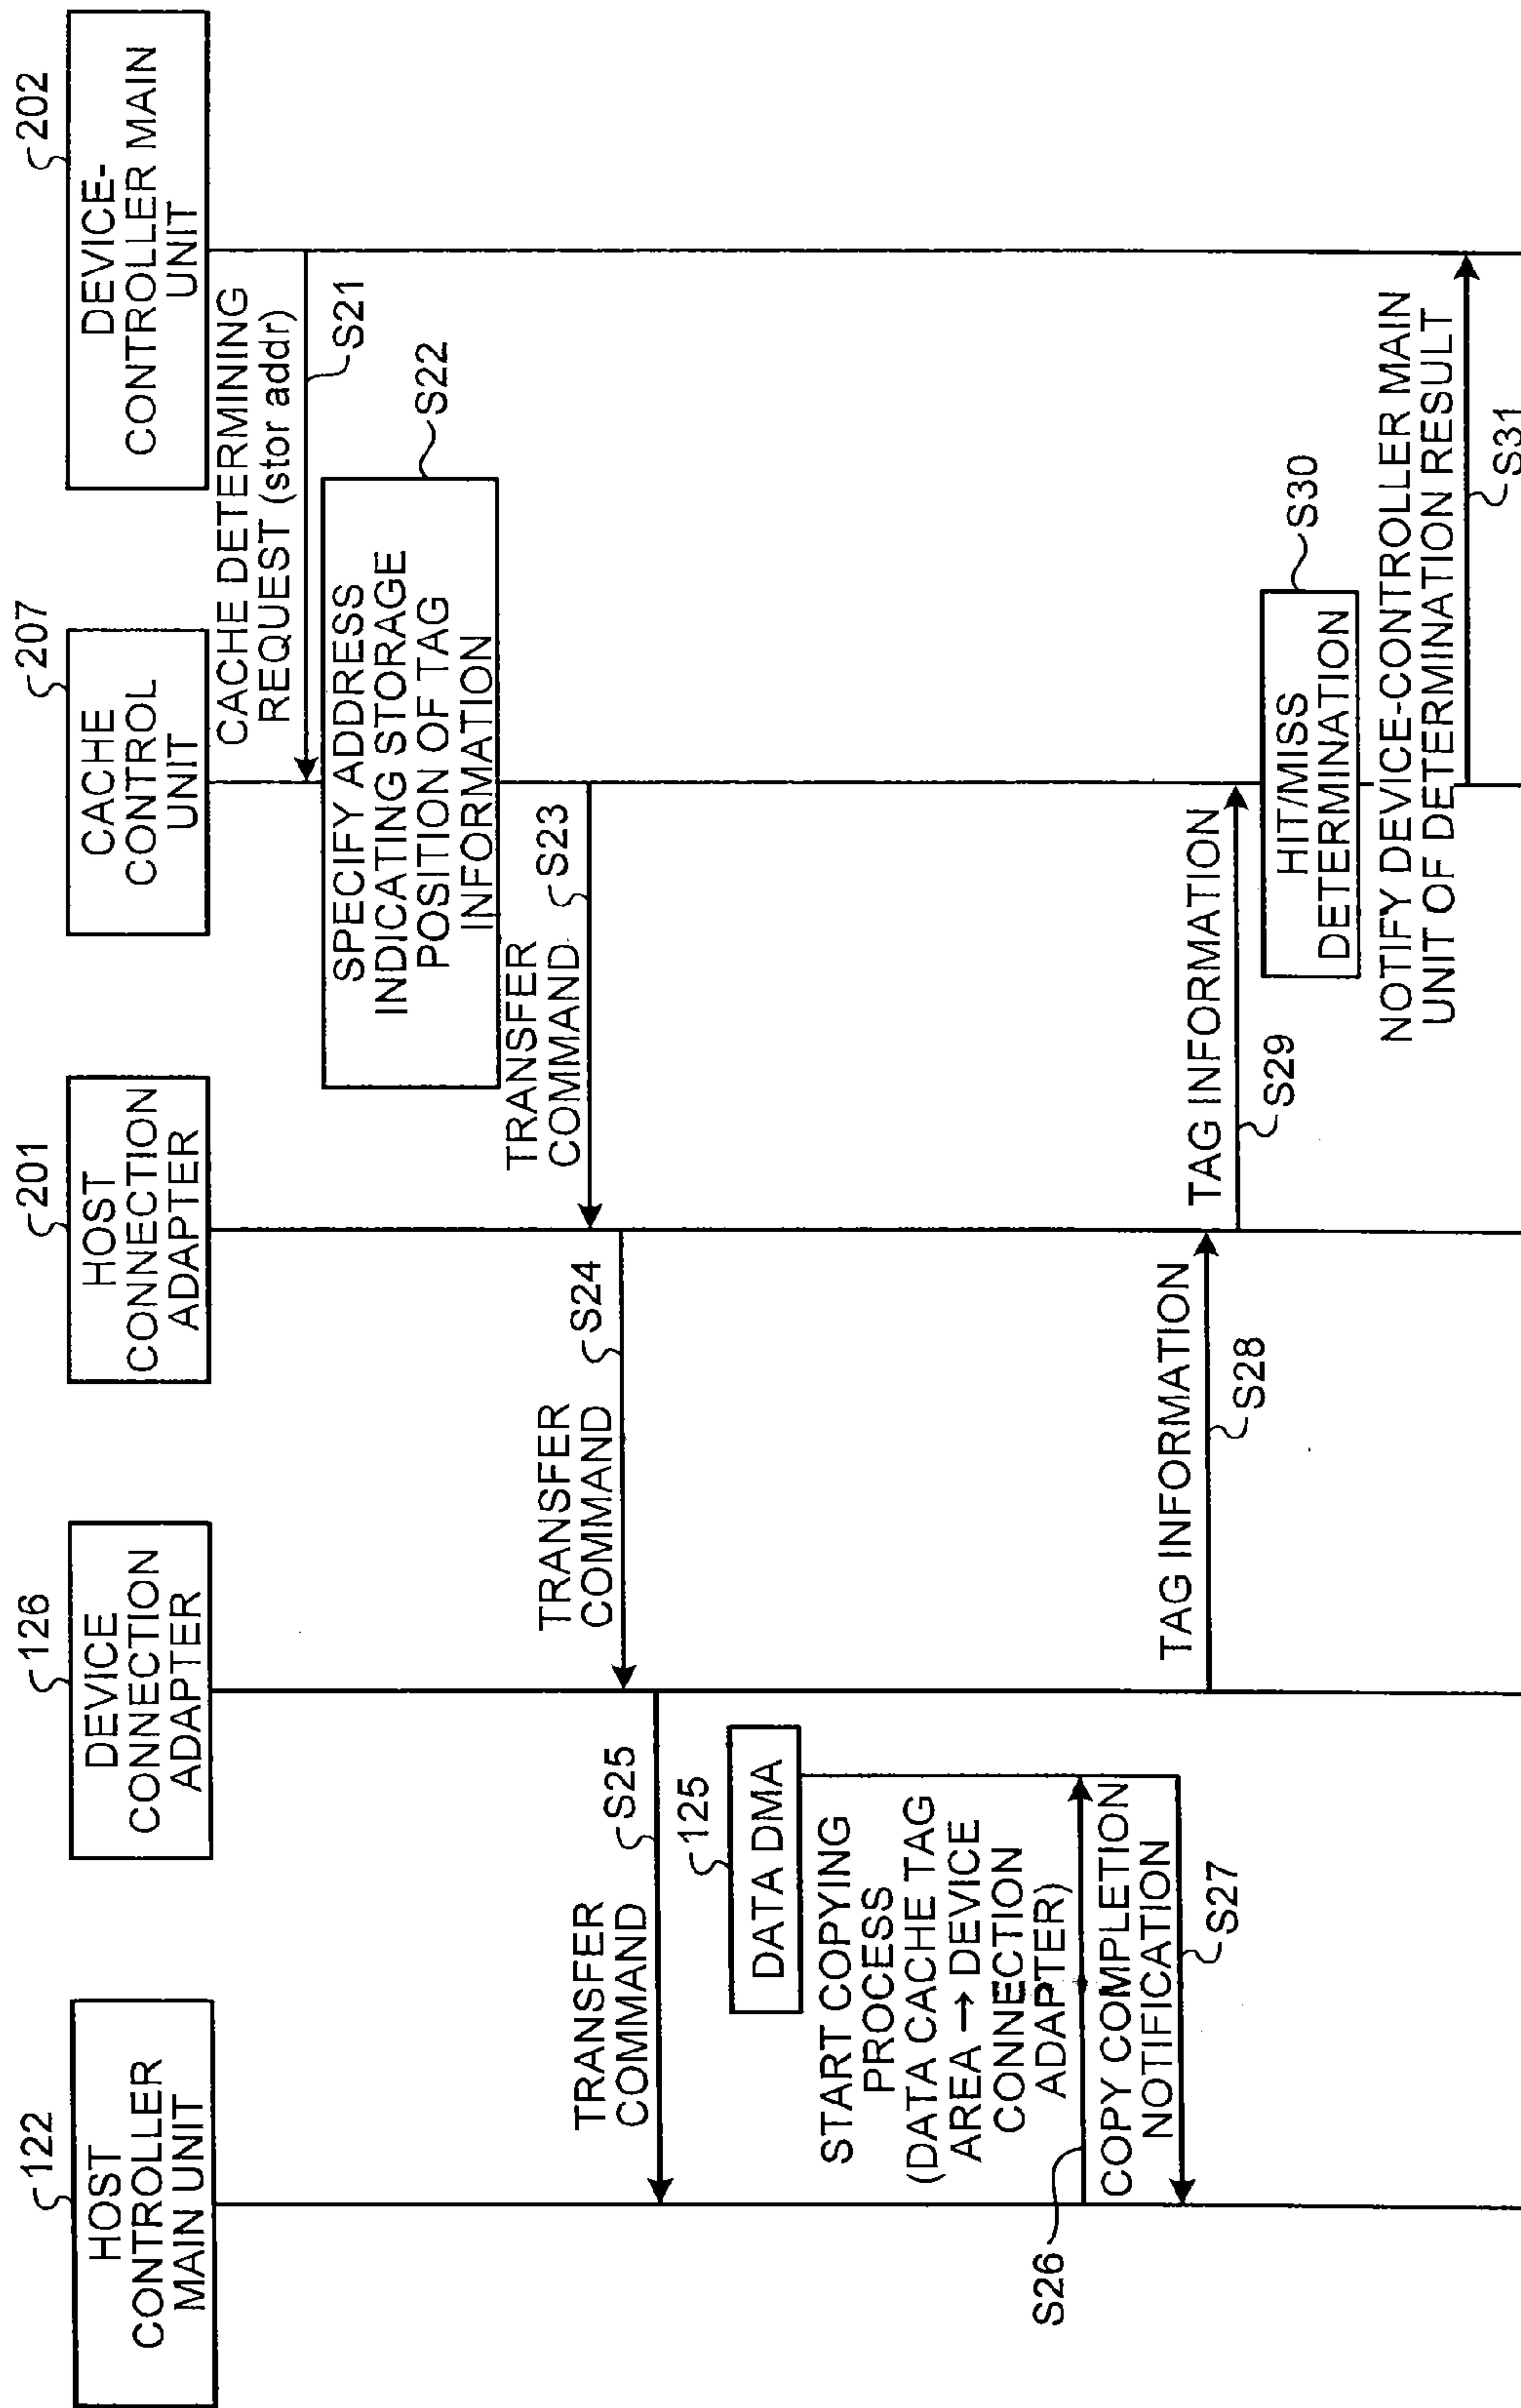 122
HOST
CONTROLLER
MAIN UNIT
126
DEVICE
CONNECTION
ADAPTER
201
HOST
CONNECTION
ADAPTER
207
CACHE
CONTROL
UNIT
202
DEVICE-
CONTROLLER MAIN
UNIT
CACHE DETERMINING
REQUEST (stor addr)
S21
SPECIFY ADDRESS
INDICATING STORAGE
POSITION OF TAG
INFORMATION
S22
TRANSFER
COMMAND
S23
TRANSFER
COMMAND
S24
TRANSFER
COMMAND
S25
125
DATA DMA
START COPYING
PROCESS
(DATA CACHE TAG
AREA → DEVICE
CONNECTION
ADAPTER)
S26
COPY COMPLETION
NOTIFICATION
S27
TAG INFORMATION
S28
TAG INFORMATION
S29
HIT/MISS
DETERMINATION
S30
NOTIFY DEVICE-CONTROLLER MAIN
UNIT OF DETERMINATION RESULT
S31